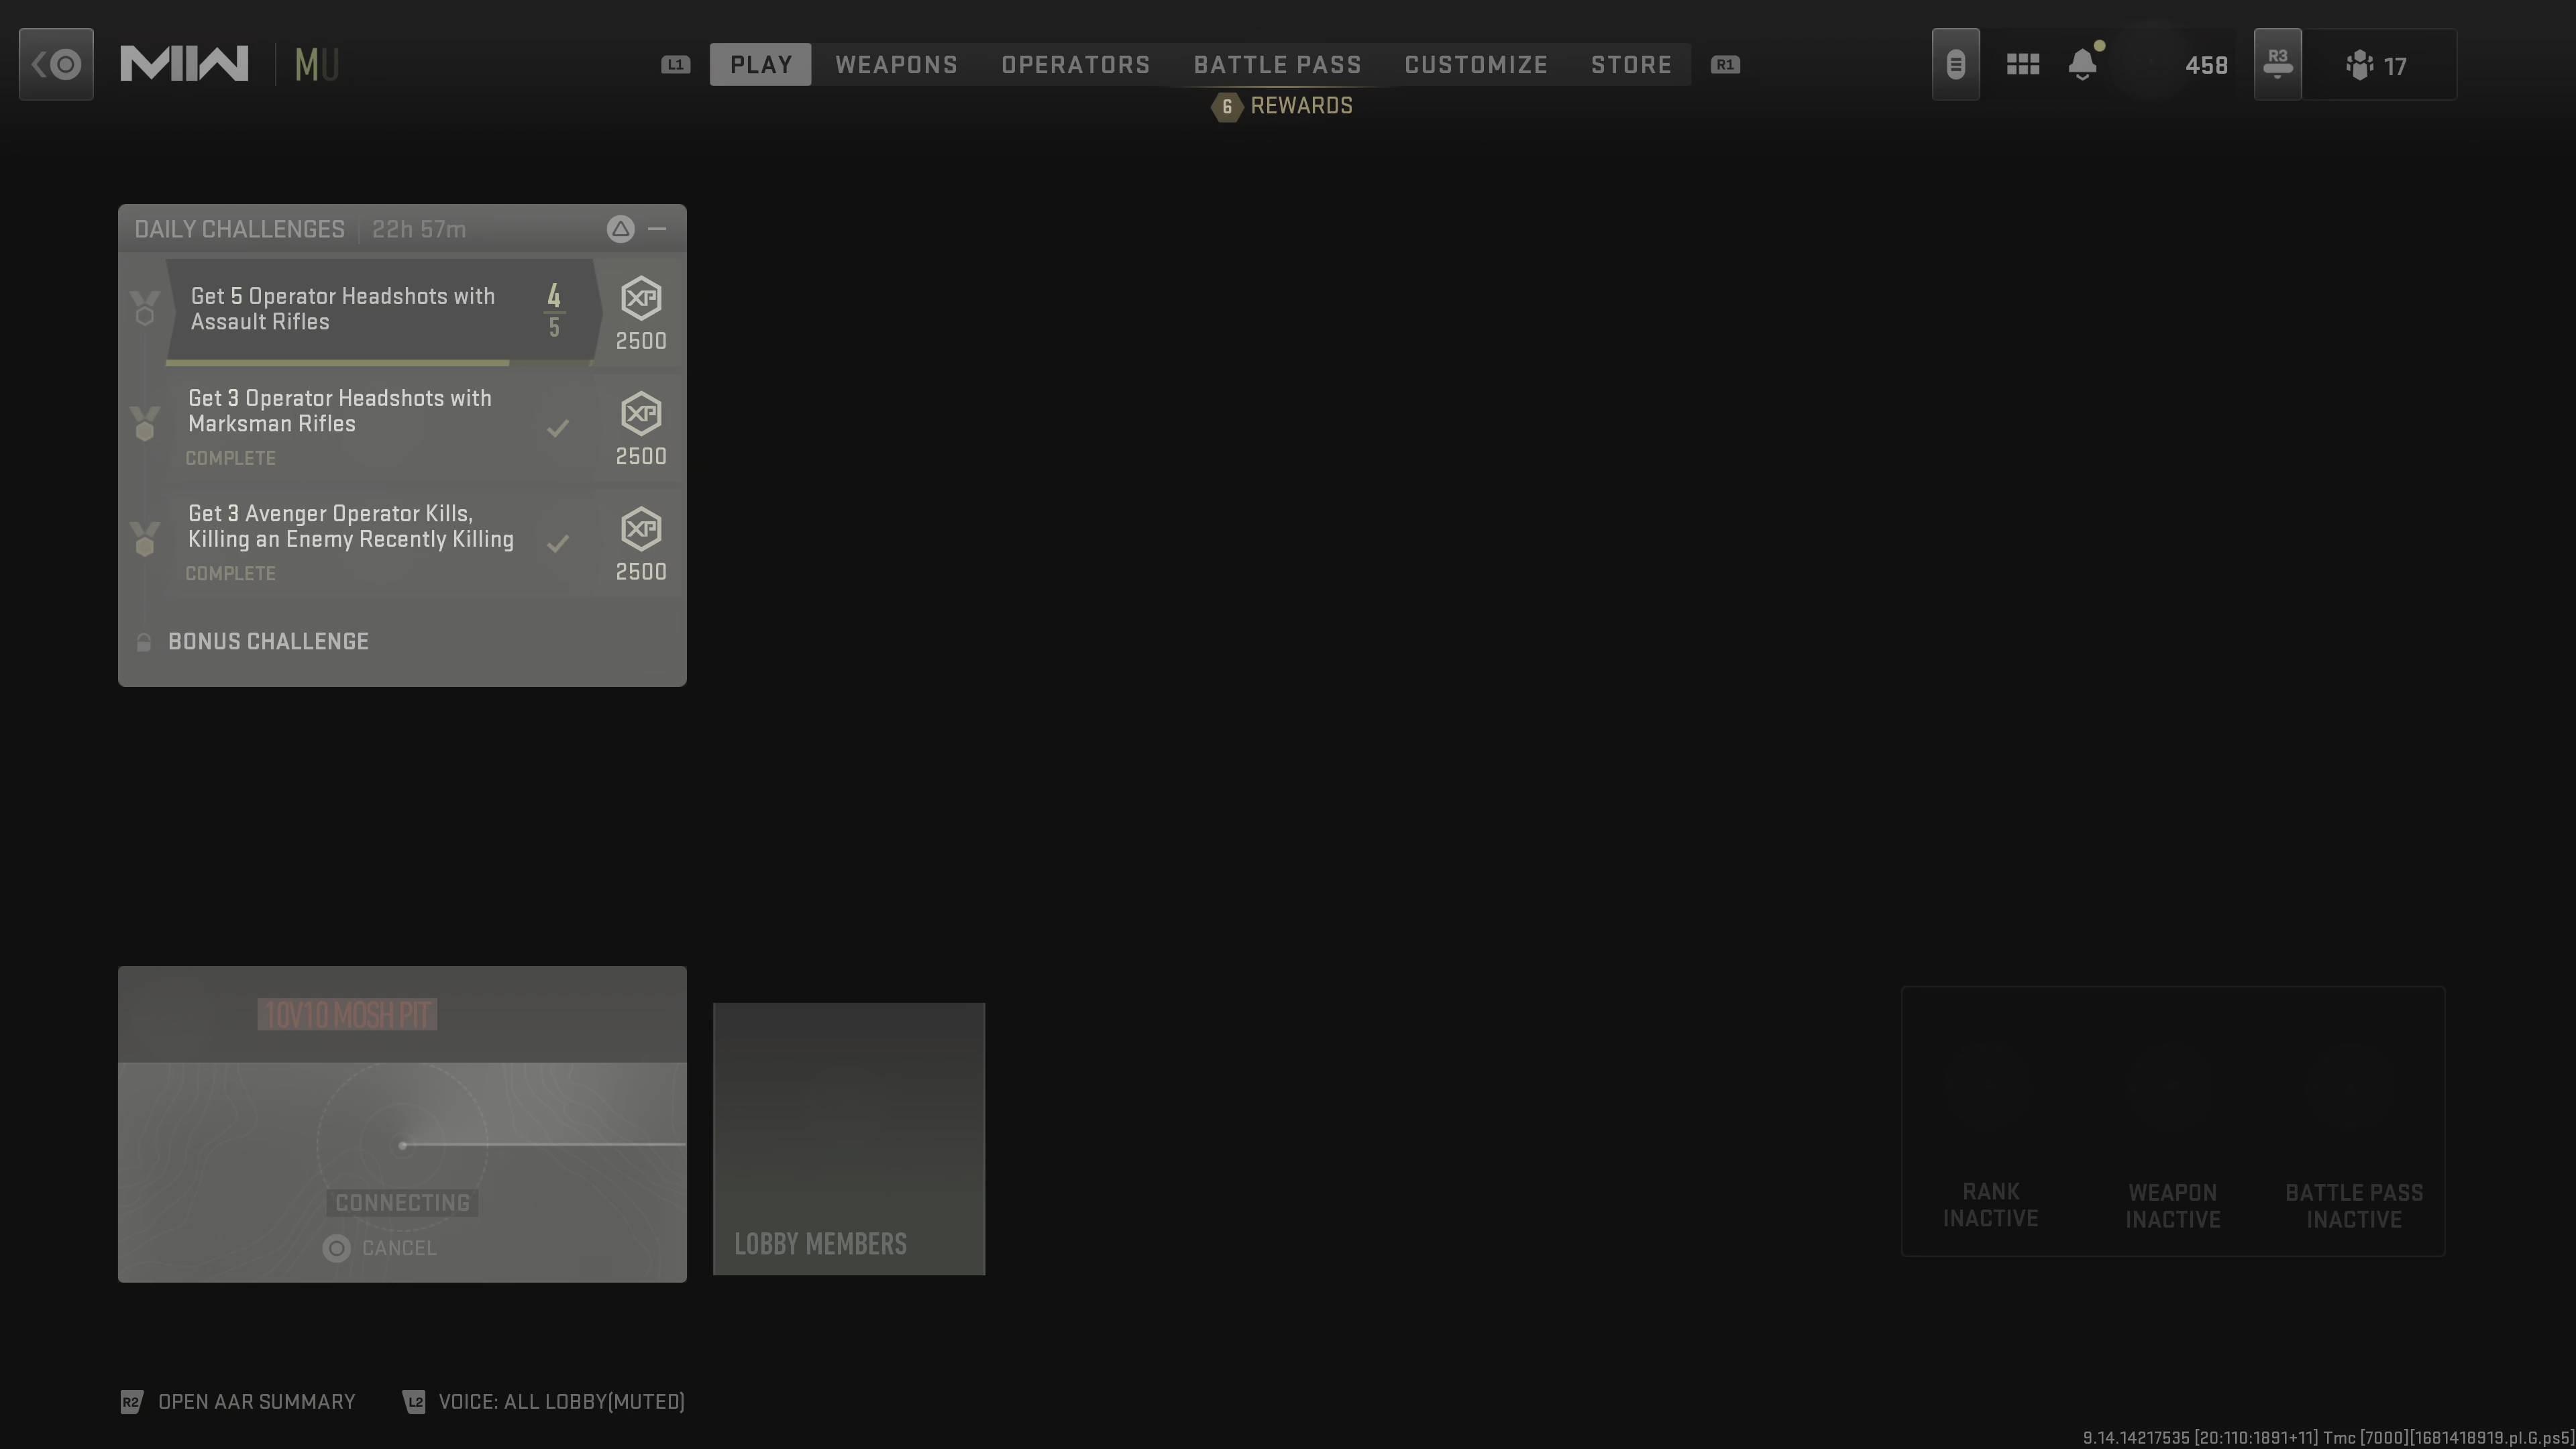 MW MU
L1 PLAY WEAPONS OPERATORS BATTLE PASS CUSTOMIZE STORE R1
458 R3 17
6 REWARDS
DAILY CHALLENGES 22h 57m
Get 5 Operator Headshots with
Assault Rifles
4
5
2500
Get 3 Operator Headshots with
Marksman Rifles
COMPLETE
XP
2500
Get 3 Avenger Operator Kills,
Killing an Enemy Recently Killing
COMPLETE
XP
2500
BONUS CHALLENGE
10V10 MOSH PIT
CONNECTING
CANCEL
LOBBY MEMBERS
RANK
INACTIVE
WEAPON
INACTIVE
BATTLE PASS
INACTIVE
R2 OPEN AAR SUMMARY L2 VOICE: ALL LOBBY(MUTED)
9.14.14217535 [20:110:1891+11] Tmc [7000][1681418919.pl.G.ps5]